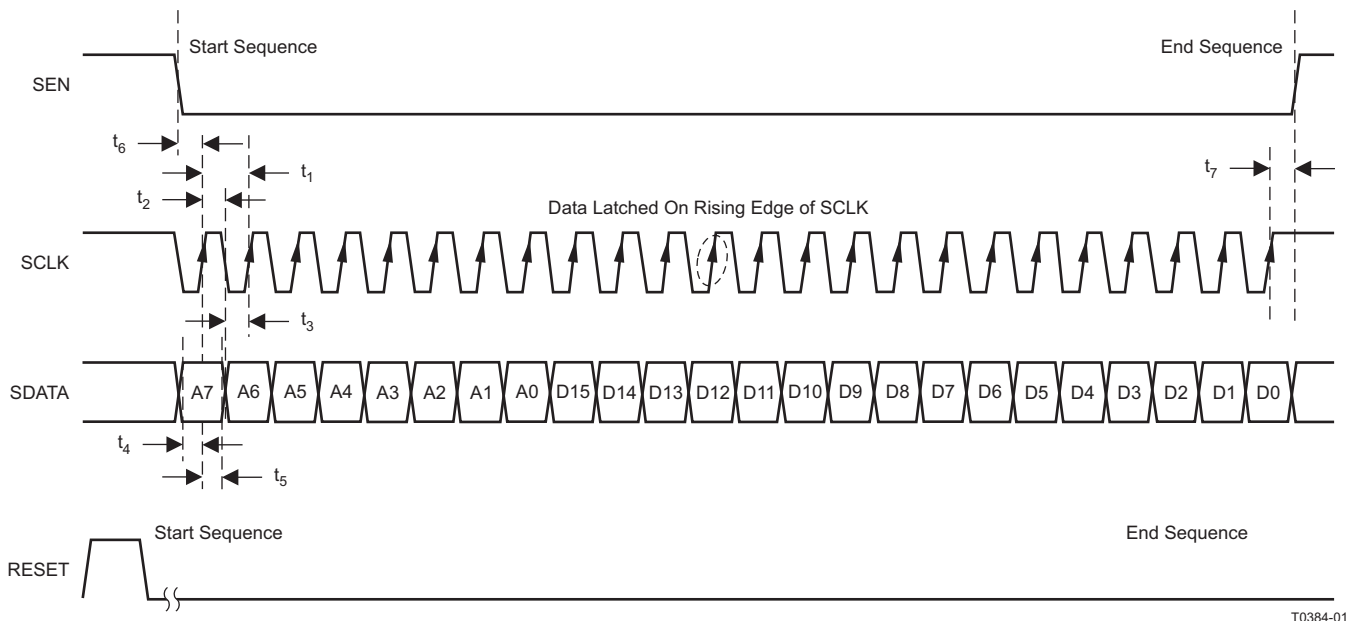 Start Sequence
End Sequence
SEN
t6
t1
t7
t2
Data Latched On Rising Edge of SCLK
SCLK
t3
SDATA
A7 A6 A5 A4 A3 A2 A1 A0 D15 D14 D13 D12 D11 D10 D9 D8 D7 D6 D5 D4 D3 D2 D1 D0
t4
t5
Start Sequence
End Sequence
RESET
T0384-01